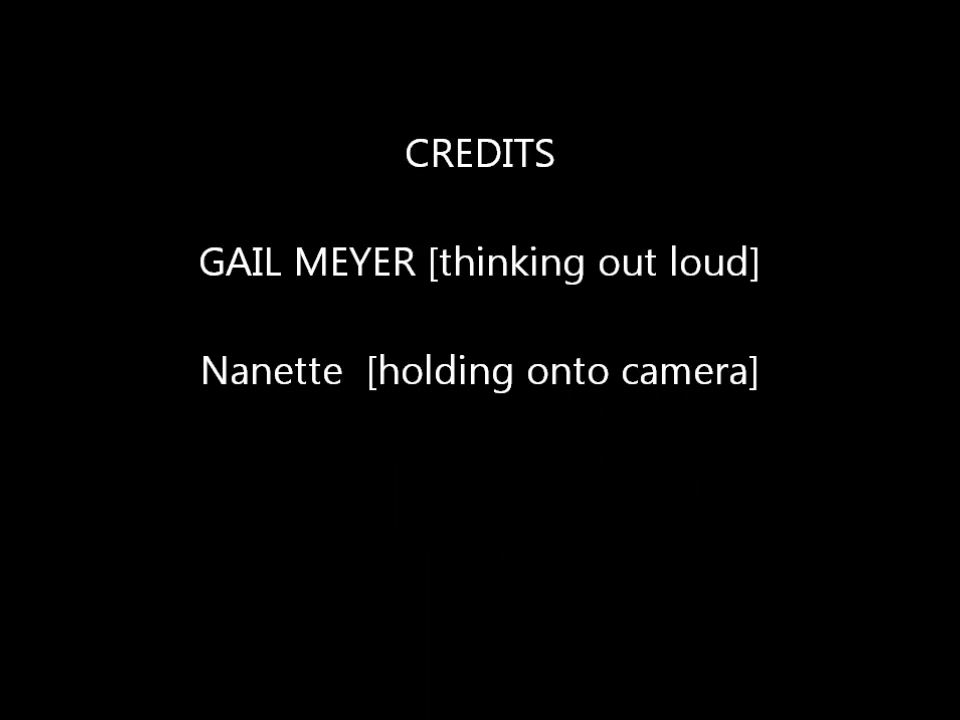 CREDITS
GAIL MEYER [thinking out loud]
Nanette  [holding onto camera]